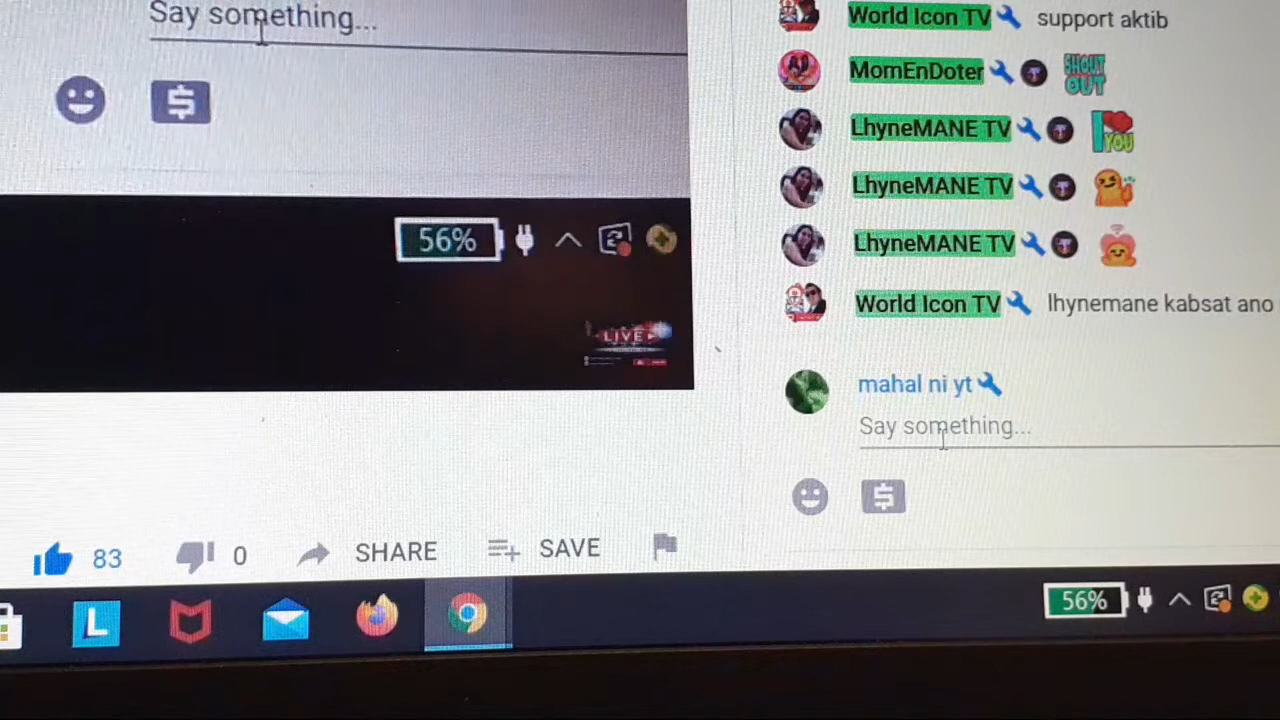 Say something...
56%
LIVE
World Icon TV support aktib
MomEnDoter SHOUT OUT
LhyneMANE TV I YOU
LhyneMANE TV
LhyneMANE TV
World Icon TV lhynemane kabsat ano
mahal ni yt
Say something...
83 0 SHARE SAVE
L
56%